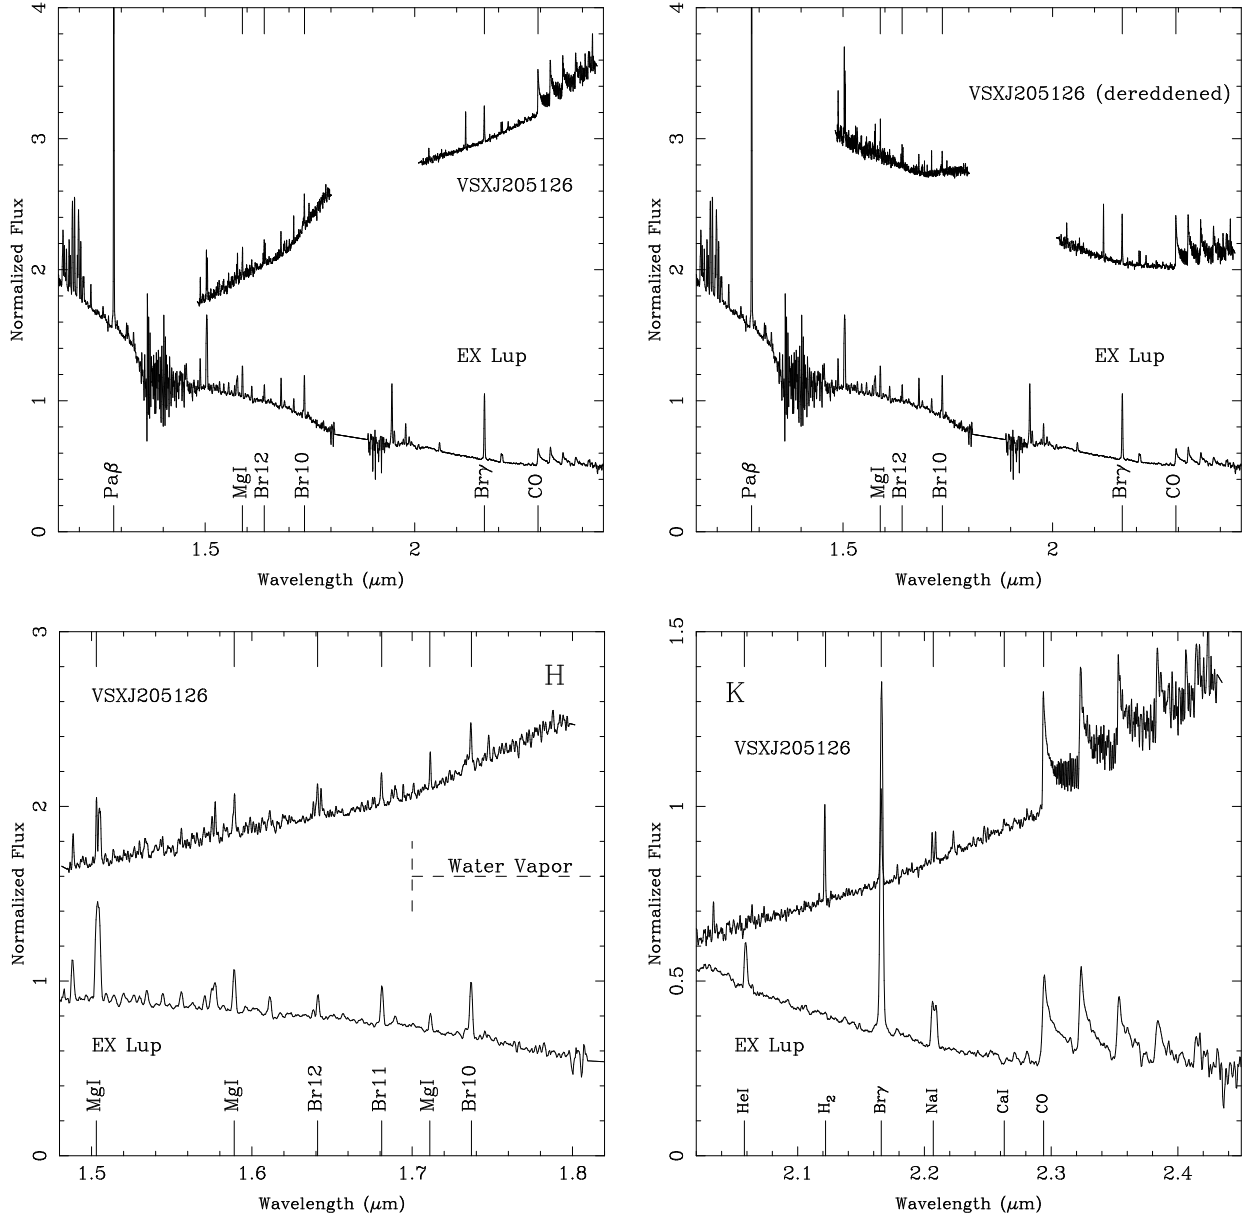 4
3
2
1
0
Normalized Flux
VSXJ205126
EX Lup
Paβ
MgI
Br12
Br10
Brγ
CO
1.5
2
Wavelength (μm)
4
3
2
1
0
Normalized Flux
VSXJ205126 (dereddened)
EX Lup
Paβ
MgI
Br12
Br10
Brγ
CO
1.5
2
Wavelength (μm)
3
2
1
0
Normalized Flux
H
VSXJ205126
Water Vapor
EX Lup
MgI
MgI
Br12
Br11
MgI
Br10
1.5
1.6
1.7
1.8
Wavelength (μm)
1.5
1
0.5
0
Normalized Flux
K
VSXJ205126
EX Lup
HeI
H₂
Brγ
NaI
CaI
CO
2.1
2.2
2.3
2.4
Wavelength (μm)